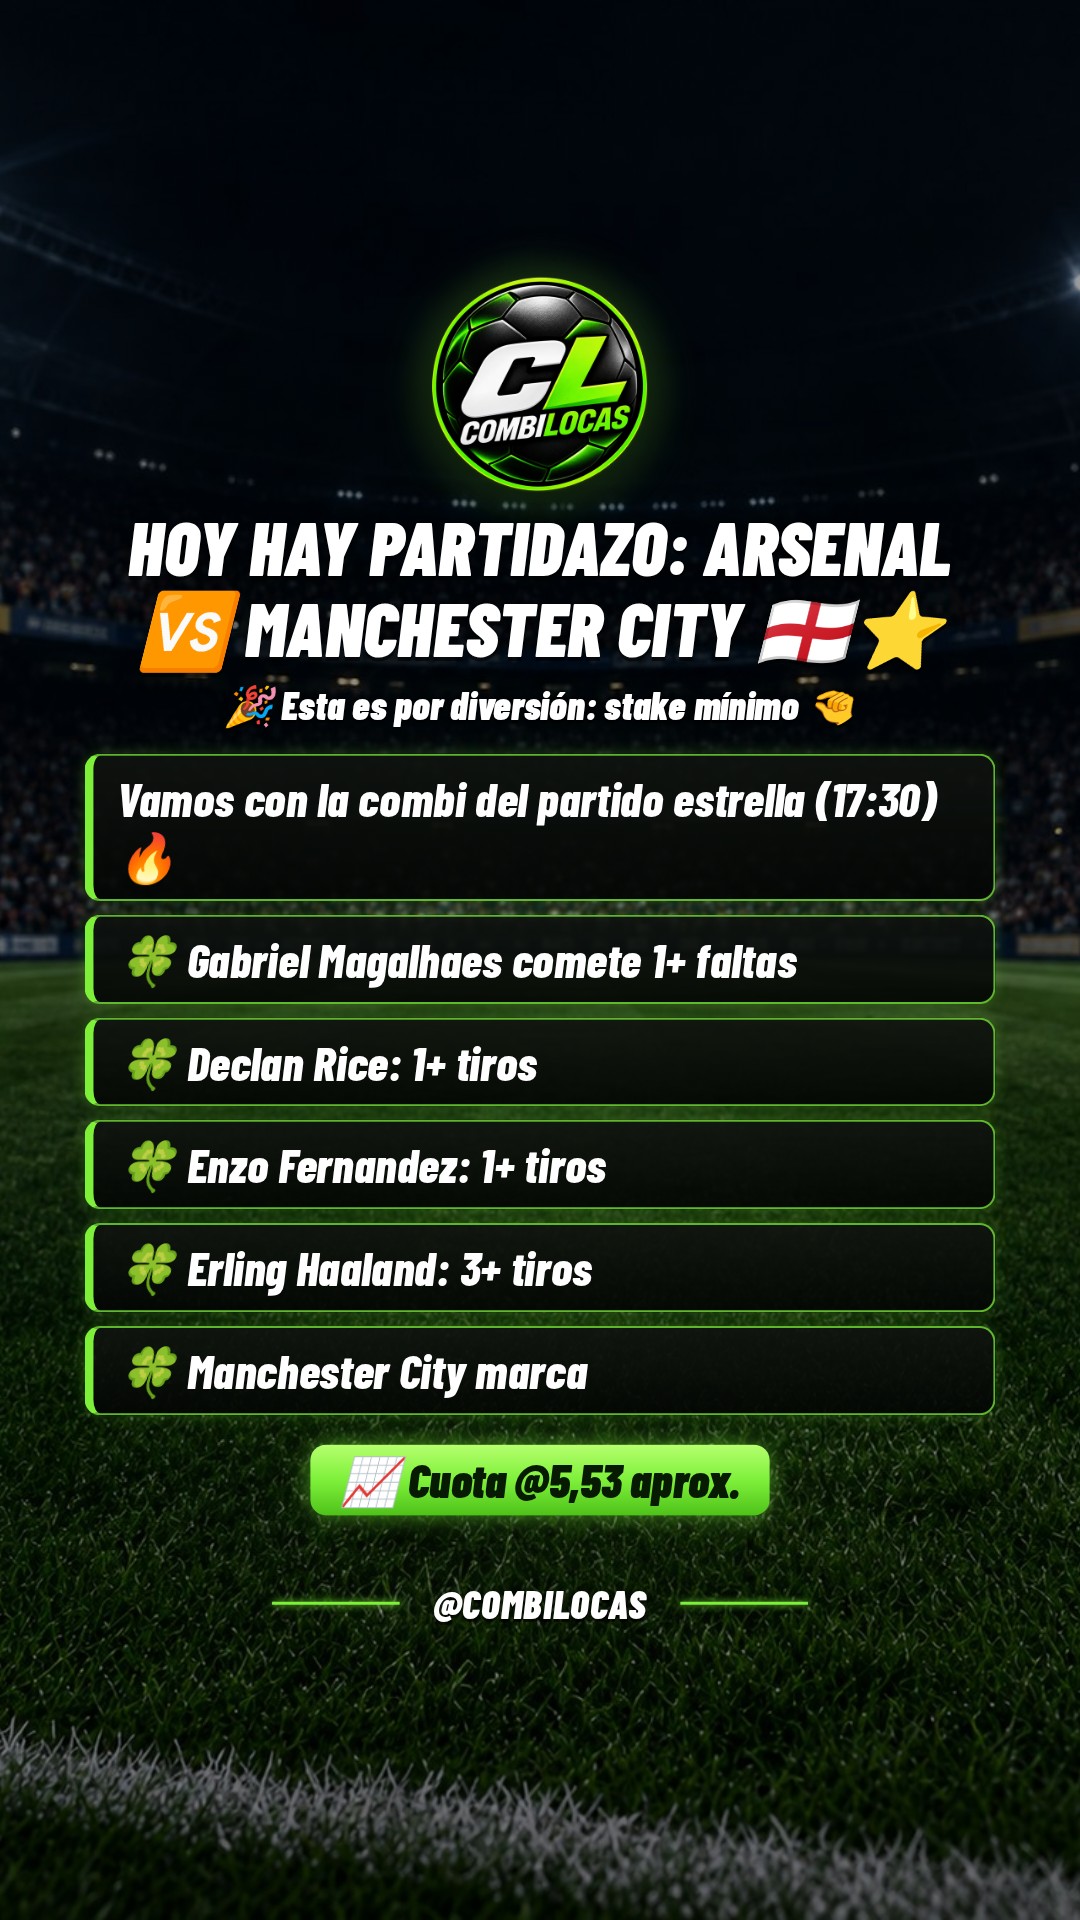 CL
COMBILOCAS
HOY HAY PARTIDAZO: ARSENAL
🆚 MANCHESTER CITY 🏴󠁧󠁢󠁥󠁮󠁧󠁿⭐
🎉 Esta es por diversión: stake mínimo 🤏
Vamos con la combi del partido estrella (17:30)
🔥
🍀 Gabriel Magalhaes comete 1+ faltas
🍀 Declan Rice: 1+ tiros
🍀 Enzo Fernandez: 1+ tiros
🍀 Erling Haaland: 3+ tiros
🍀 Manchester City marca
📈 Cuota @5,53 aprox.
@COMBILOCAS